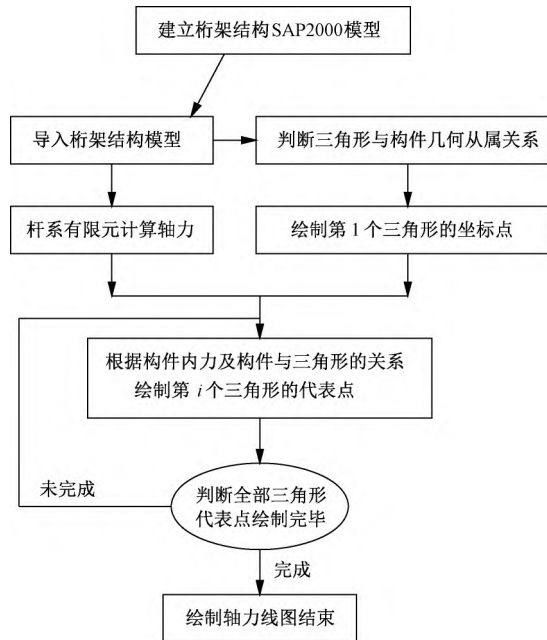 建立桁架结构SAP2000模型
导入桁架结构模型
判断三角形与构件几何从属关系
杆系有限元计算轴力
绘制第1个三角形的坐标点
根据构件内力及构件与三角形的关系
绘制第i个三角形的代表点
未完成
判断全部三角形
代表点绘制完毕
完成
绘制轴力线图结束